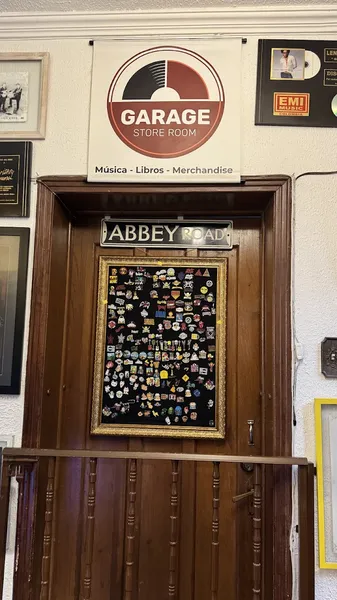 GARAGE
STORE ROOM
Música - Libros - Merchandise
ABBEY ROAD
EMI